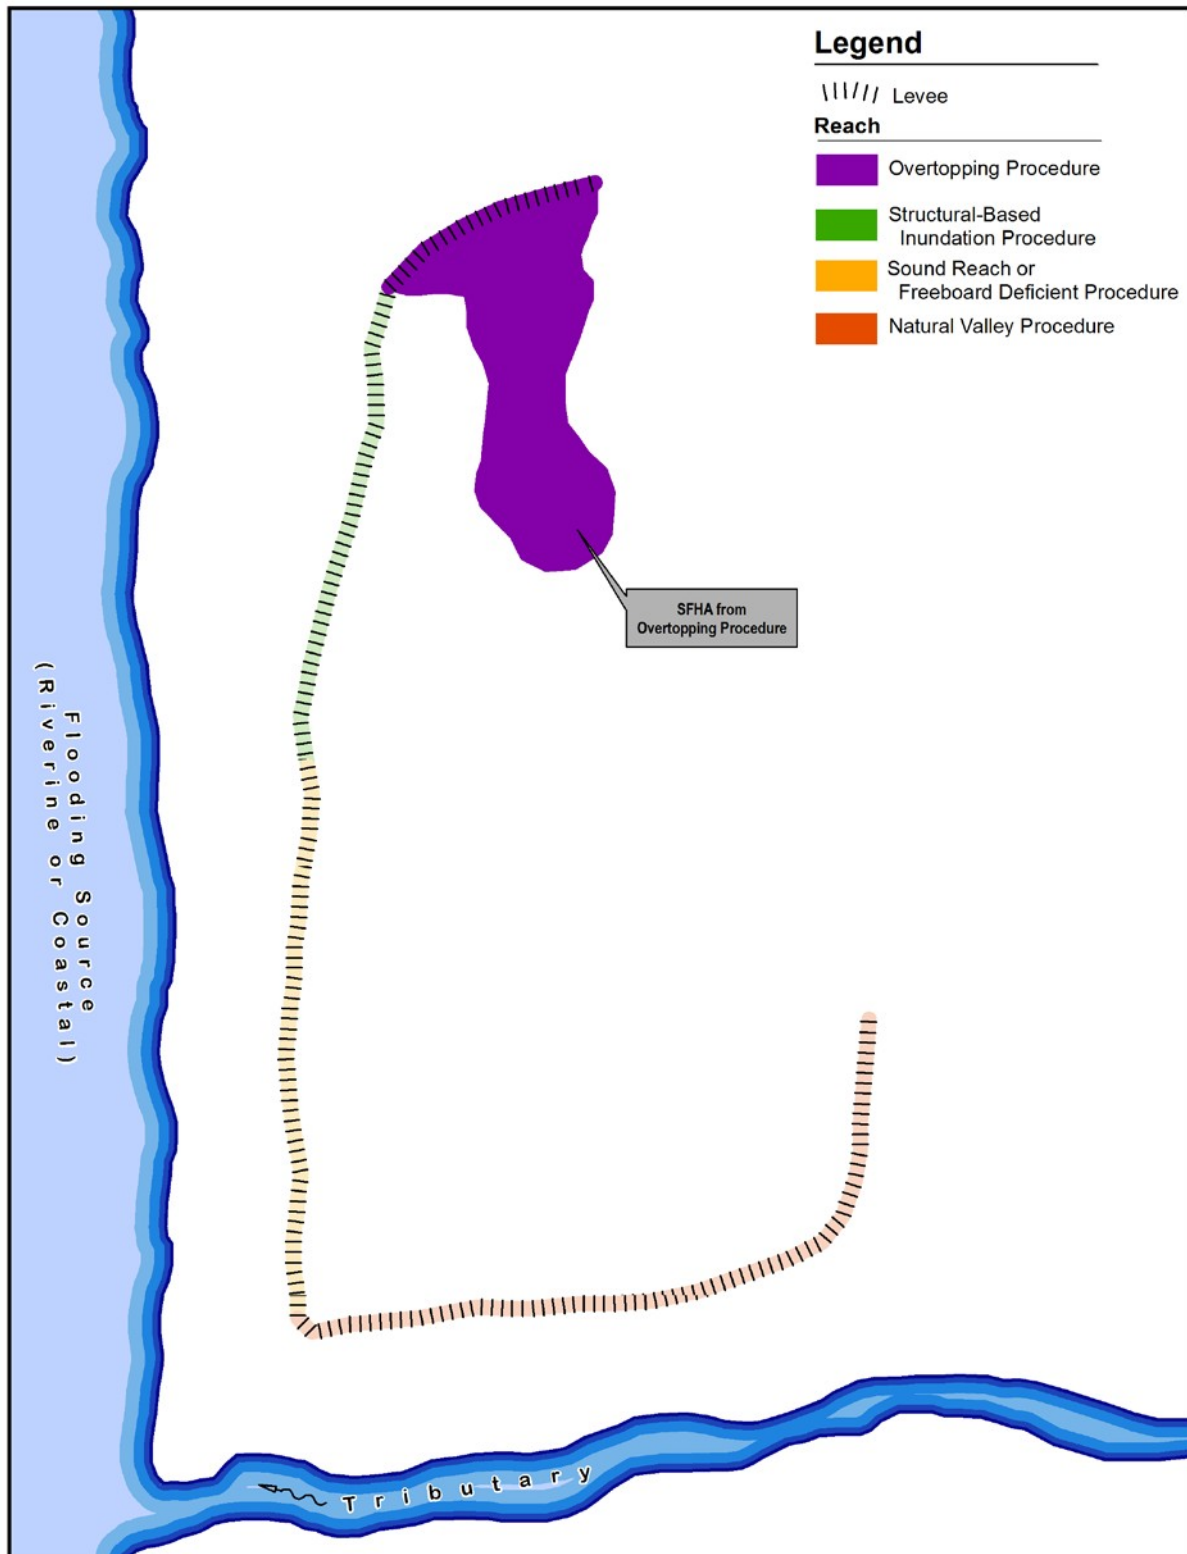 Legend
Levee
Reach
Overtopping Procedure
Structural-Based
Inundation Procedure
Sound Reach or
Freeboard Deficient Procedure
Natural Valley Procedure
SFHA from
Overtopping Procedure
Flooding Source
(Riverine or Coastal)
Tributary